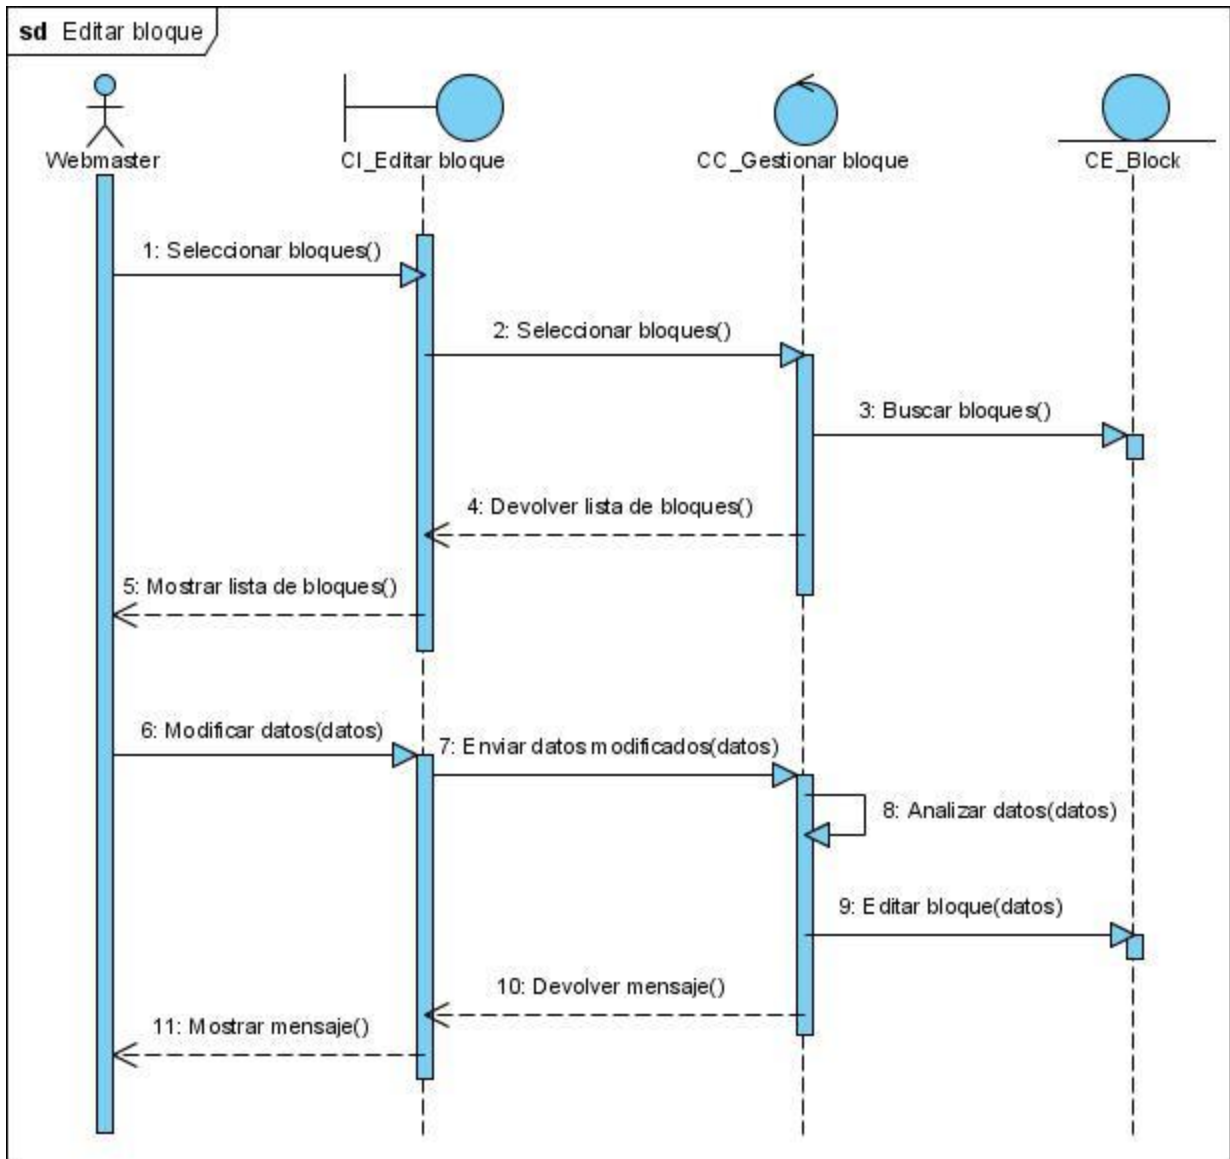 sd Editar bloque
Webmaster
CI_Editar bloque
CC_Gestionar bloque
CE_Block
1: Seleccionar bloques()
2: Seleccionar bloques()
3: Buscar bloques()
4: Devolver lista de bloques()
5: Mostrar lista de bloques()
6: Modificar datos(datos)
7: Enviar datos modificados(datos)
8: Analizar datos(datos)
9: Editar bloque(datos)
10: Devolver mensaje()
11: Mostrar mensaje()